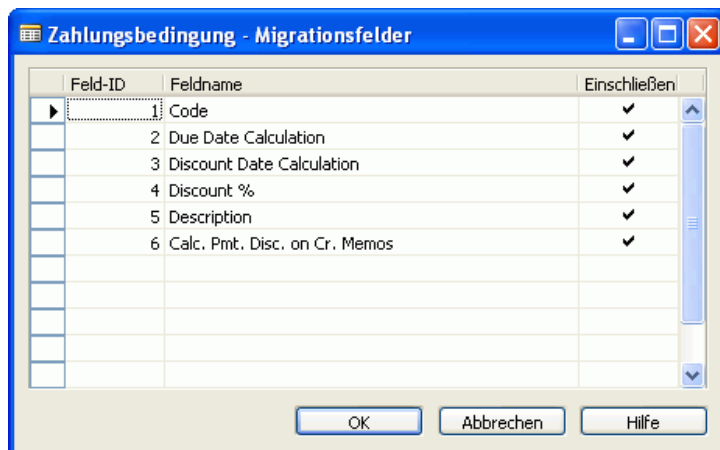 Zahlungsbedingung - Migrationsfelder
Feld-ID Feldname Einschließen
1 Code ✔
2 Due Date Calculation ✔
3 Discount Date Calculation ✔
4 Discount % ✔
5 Description ✔
6 Calc. Pmt. Disc. on Cr. Memos ✔
OK Abbrechen Hilfe